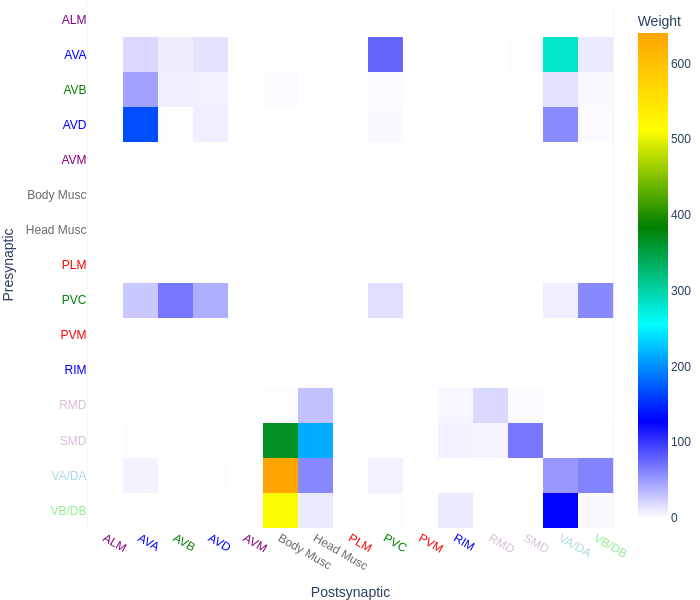 Weight
ALM
AVA
AVB
AVD
AVM
Body Musc
Head Musc
PLM
PVC
PVM
RIM
RMD
SMD
VA/DA
VB/DB
Presynaptic
600
500
400
300
200
100
0
ALM
AVA
AVB
AVD
AVM
Body Musc
Head Musc
PLM
PVC
PVM
RIM
RMD
SMD
VA/DA
VB/DB
Postsynaptic